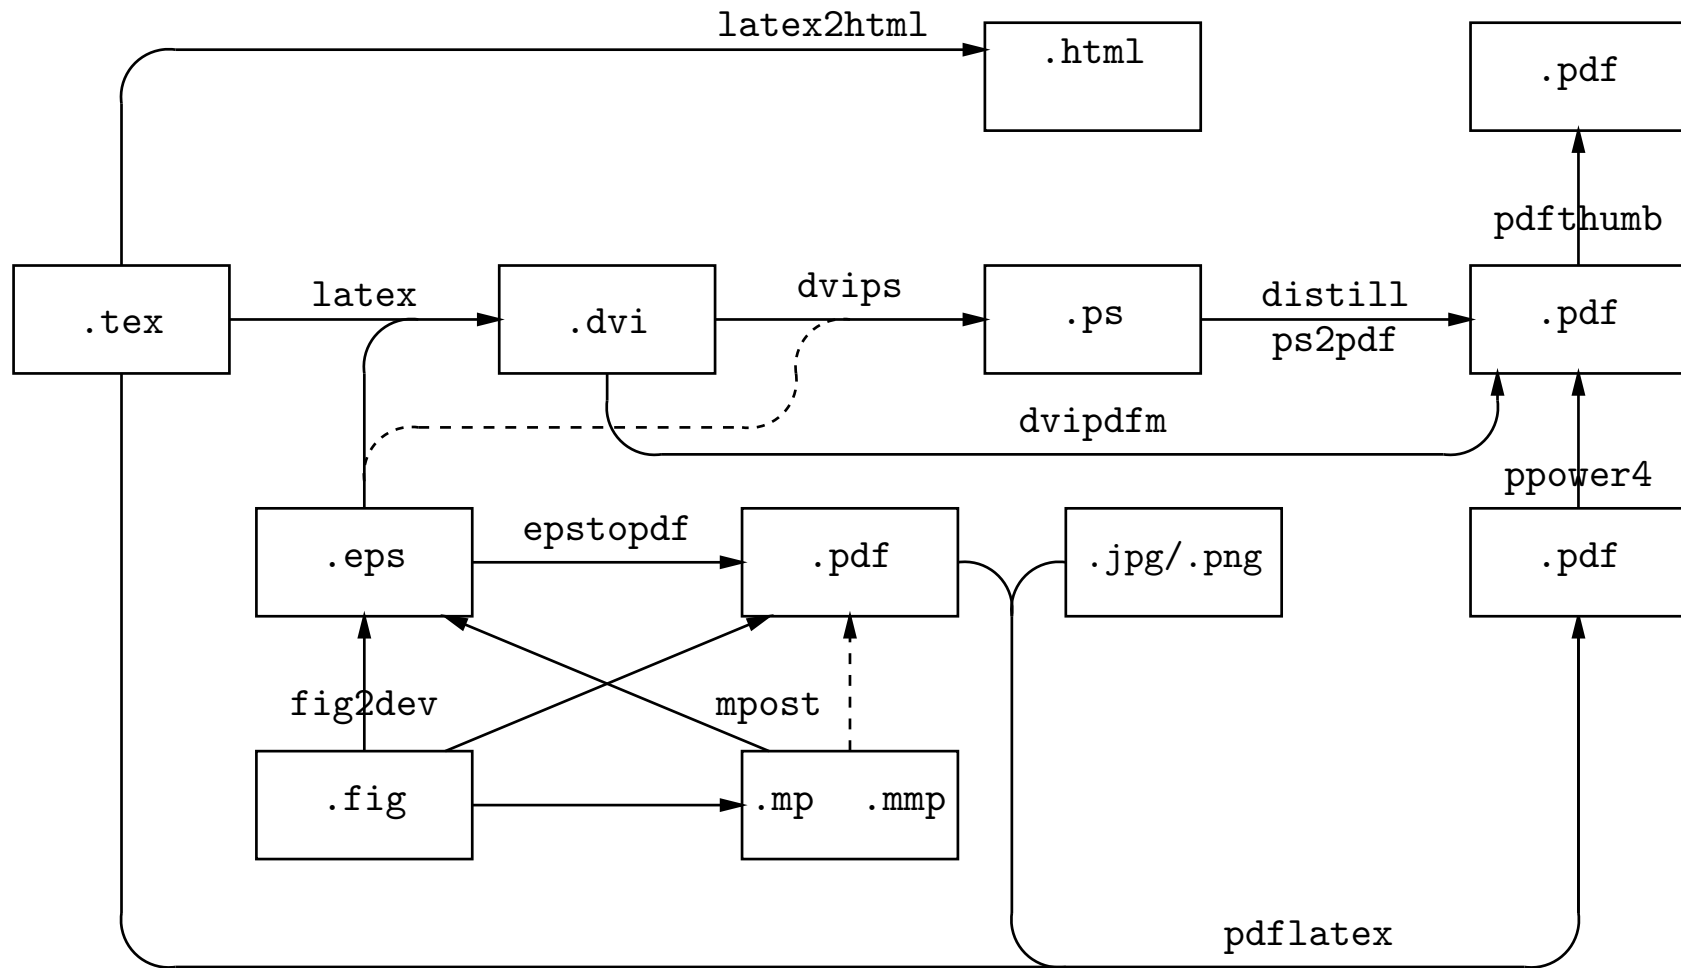 latex2html
.html
.pdf
pdfthumb
.tex
latex
.dvi
dvips
.ps
distill
ps2pdf
.pdf
dvipdfm
ppower4
.eps
epstopdf
.pdf
.jpg/.png
.pdf
fig2dev
mpost
.fig
.mp .mmp
pdflatex